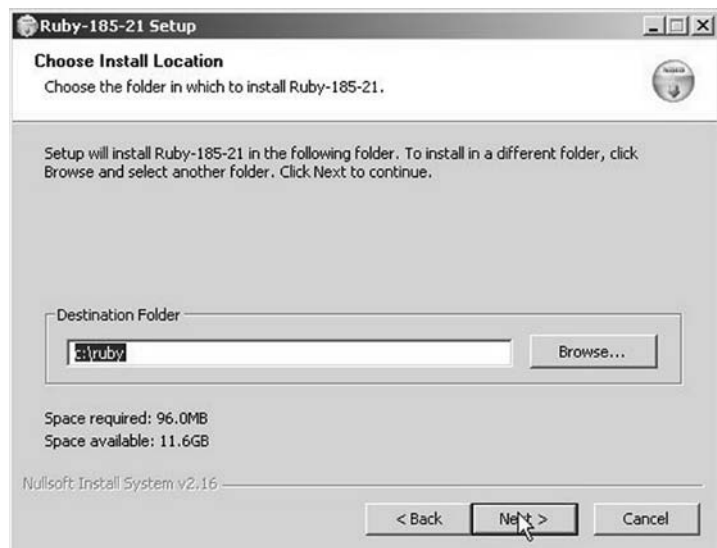 Ruby-185-21 Setup
Choose Install Location
Choose the folder in which to install Ruby-185-21.
Setup will install Ruby-185-21 in the following folder. To install in a different folder, click
Browse and select another folder. Click Next to continue.
Destination Folder
c:\ruby
Browse...
Space required: 96.0MB
Space available: 11.6GB
Nullsoft Install System v2.16
< Back
Next >
Cancel